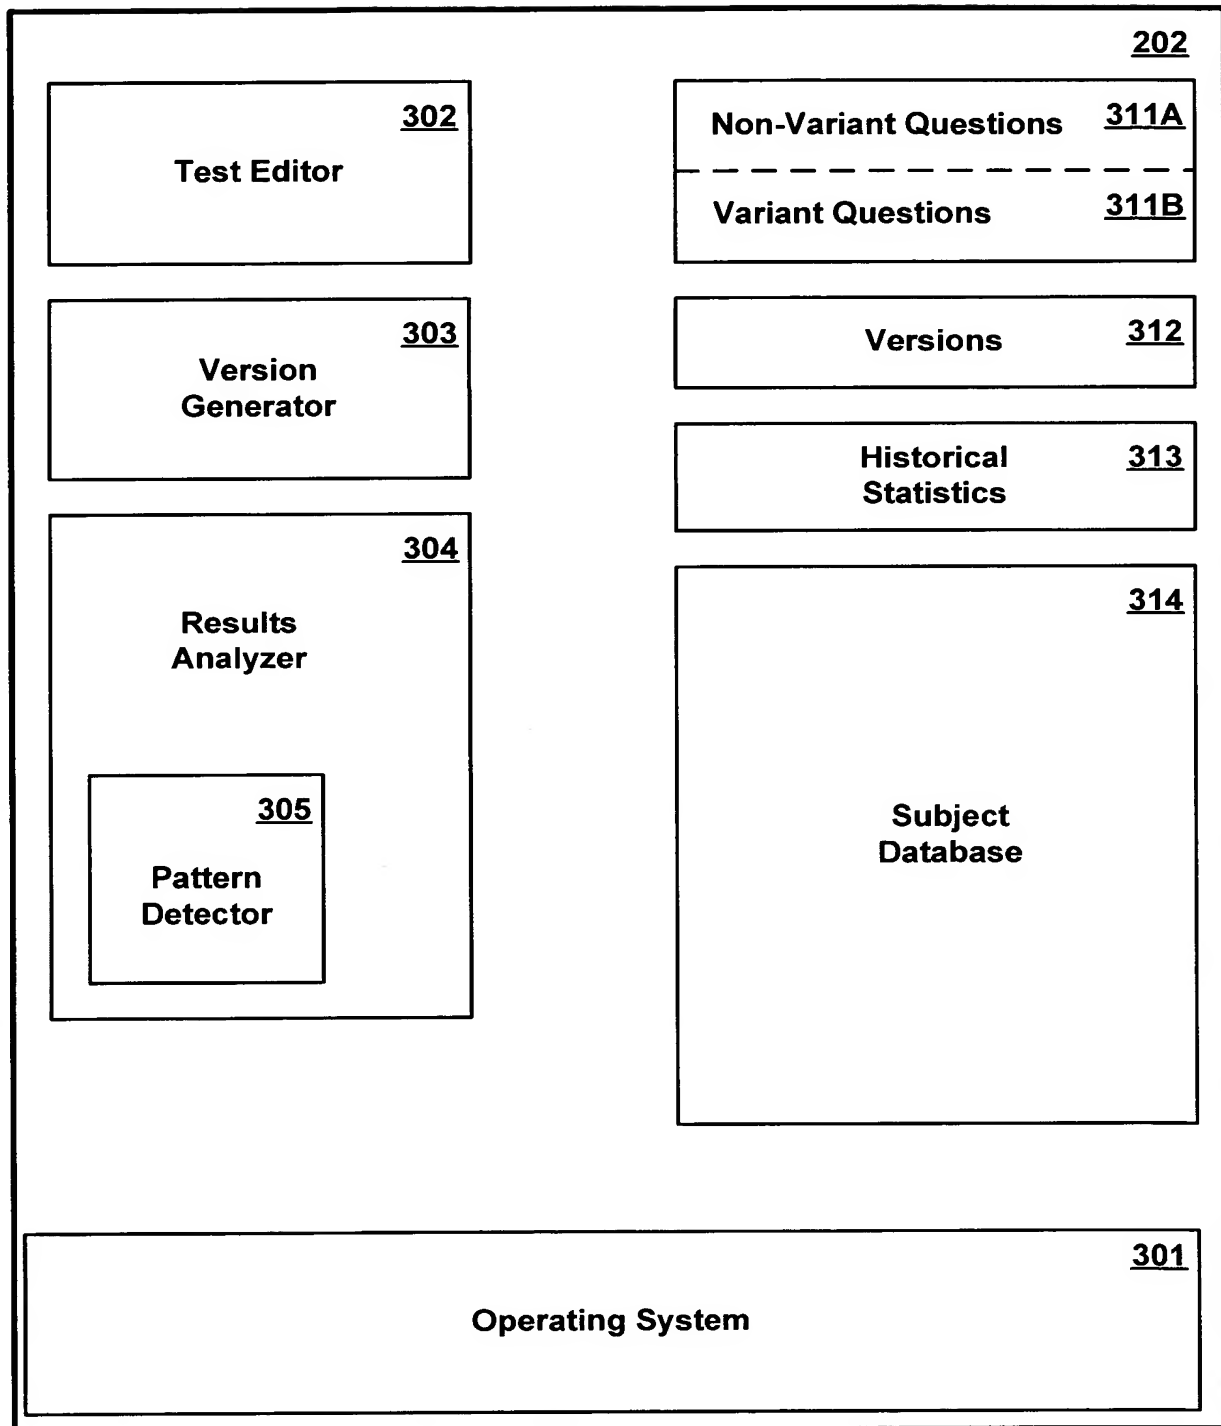 202
302
Test Editor
303
Version
Generator
304
Results
Analyzer
305
Pattern
Detector
Non-Variant Questions 311A
Variant Questions 311B
Versions 312
Historical 313
Statistics
314
Subject
Database
301
Operating System